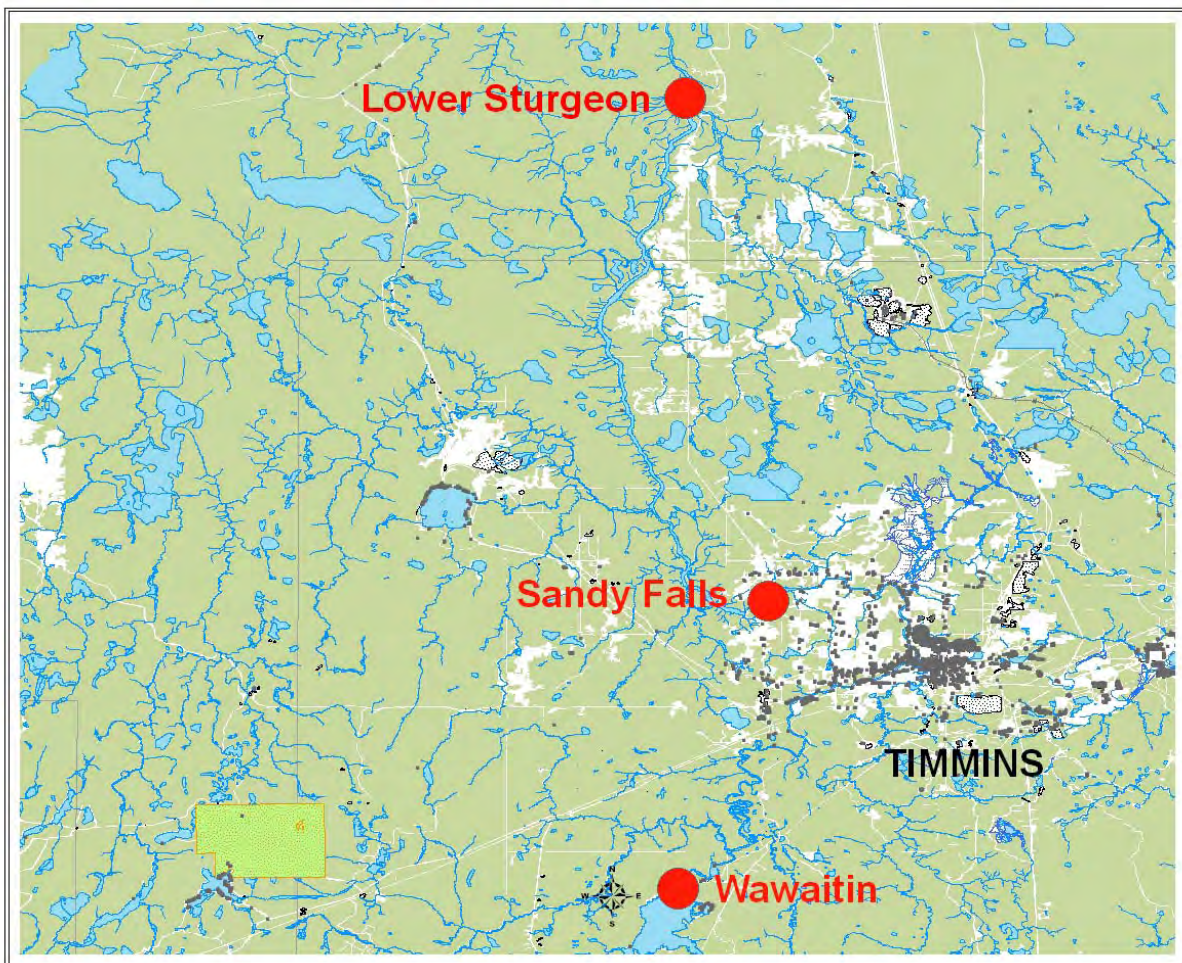 Lower Sturgeon
Sandy Falls
TIMMINS
N
W E
S
Wawaitin